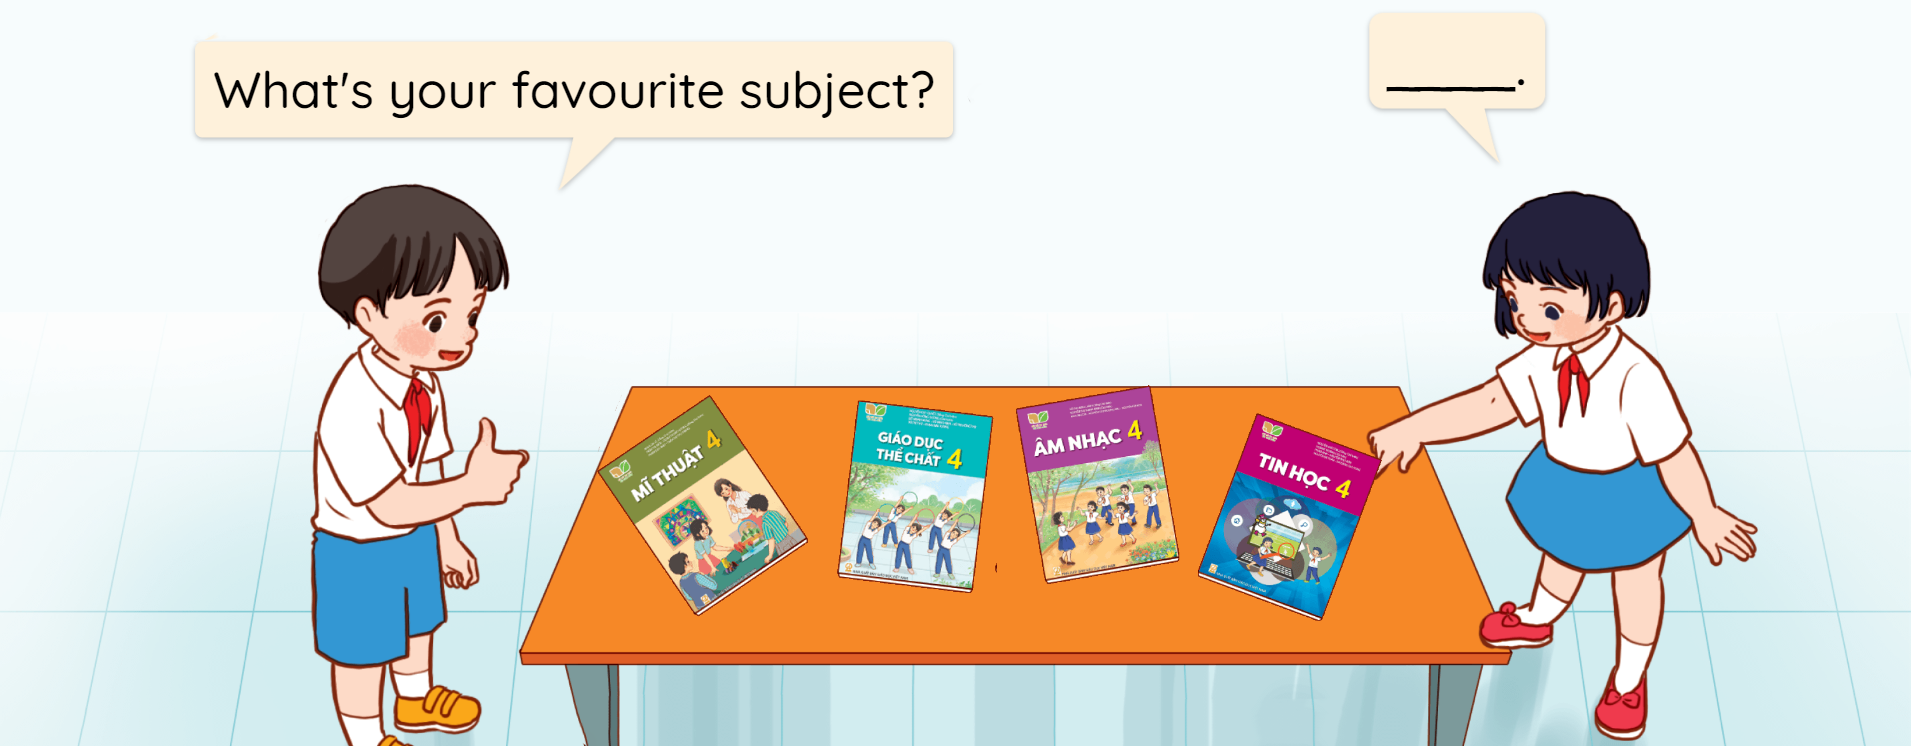 What's your favourite subject?
______.
MĨ THUẬT 4
GIÁO DỤC
THỂ CHẤT 4
ÂM NHẠC 4
TIN HỌC 4